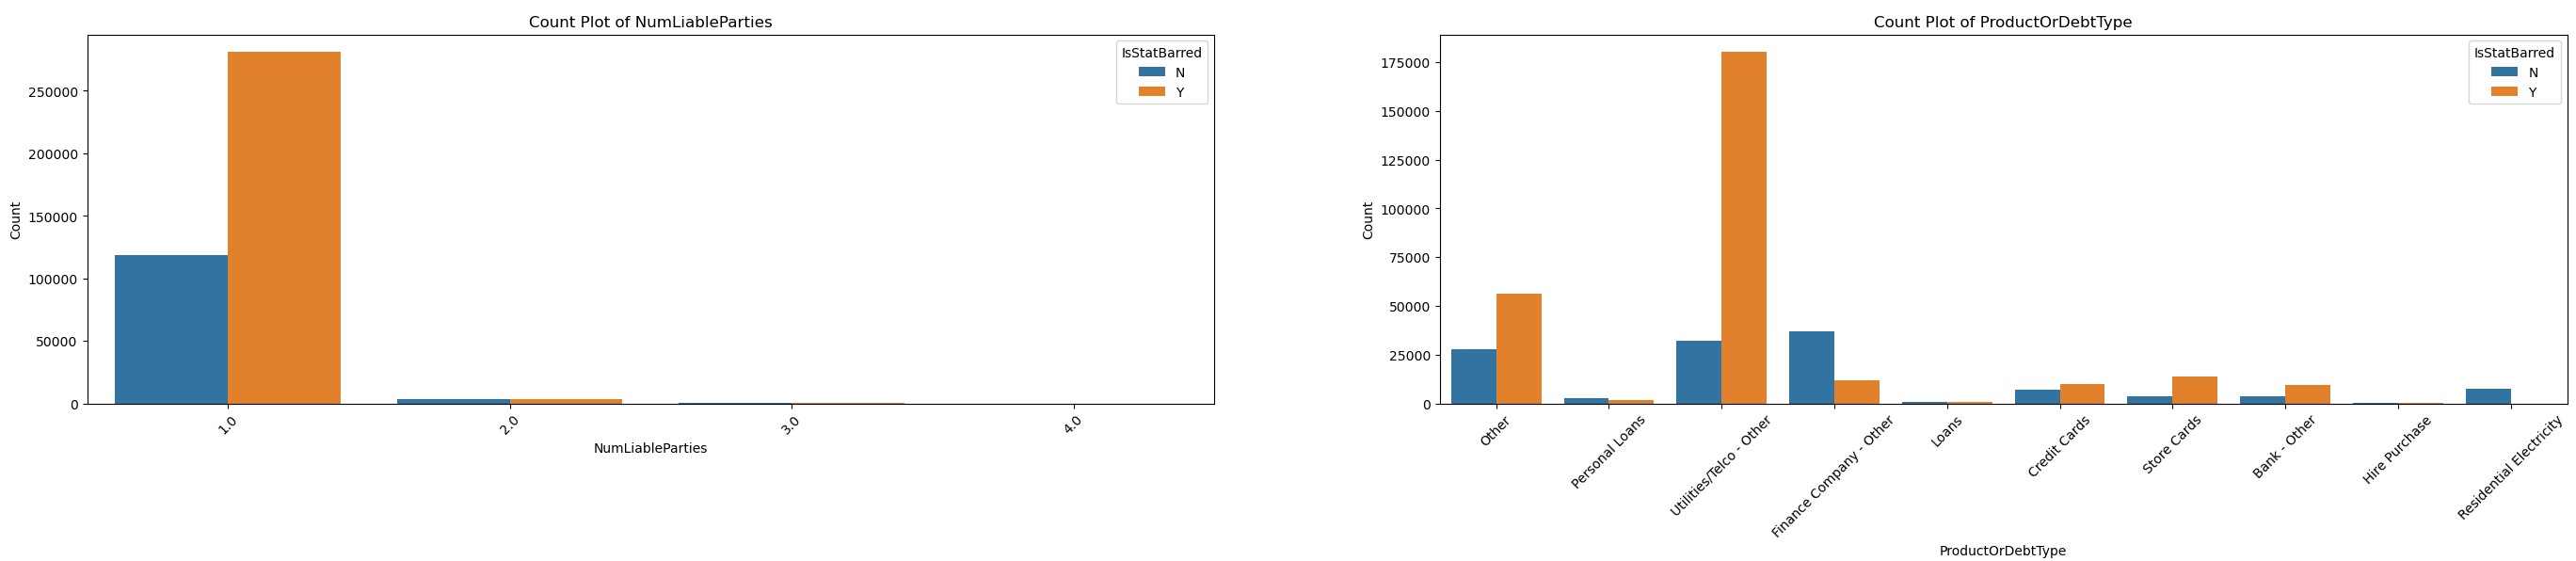 Count Plot of NumLiableParties
IsStatBarred
N
Y
250000
200000
150000
100000
50000
0
Count
1.0
2.0
3.0
4.0
NumLiableParties
Count Plot of ProductOrDebtType
IsStatBarred
N
Y
175000
150000
125000
100000
75000
50000
25000
0
Count
Other
Personal Loans
Utilities/Telco - Other
Finance Company - Other
Loans
Credit Cards
Store Cards
Bank - Other
Hire Purchase
Residential Electricity
ProductOrDebtType